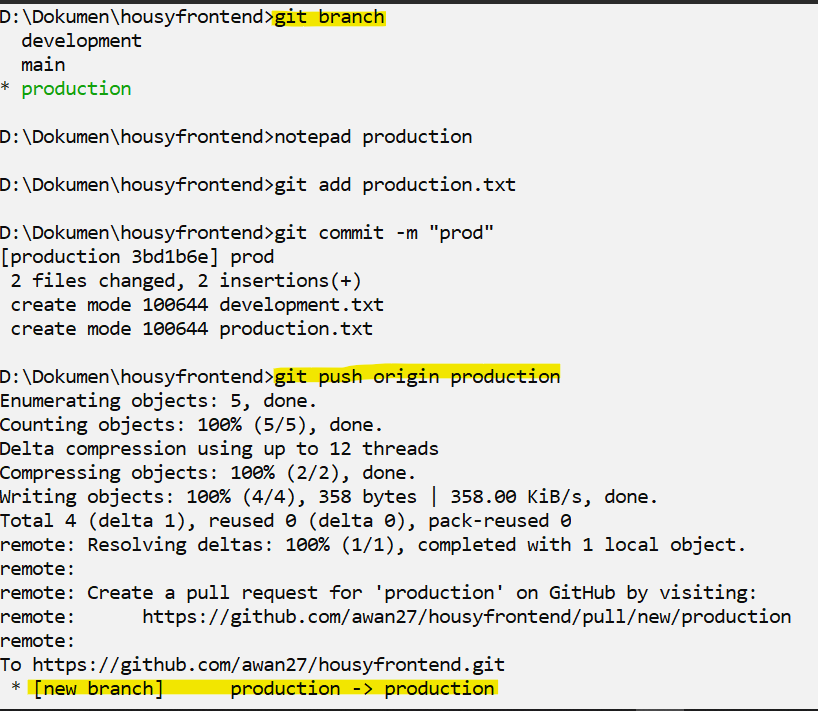 D:\Dokumen\housyfrontend>git branch
  development
  main
* production
D:\Dokumen\housyfrontend>notepad production
D:\Dokumen\housyfrontend>git add production.txt
D:\Dokumen\housyfrontend>git commit -m "prod"
[production 3bd1b6e] prod
 2 files changed, 2 insertions(+)
 create mode 100644 development.txt
 create mode 100644 production.txt
D:\Dokumen\housyfrontend>git push origin production
Enumerating objects: 5, done.
Counting objects: 100% (5/5), done.
Delta compression using up to 12 threads
Compressing objects: 100% (2/2), done.
Writing objects: 100% (4/4), 358 bytes | 358.00 KiB/s, done.
Total 4 (delta 1), reused 0 (delta 0), pack-reused 0
remote: Resolving deltas: 100% (1/1), completed with 1 local object.
remote:
remote: Create a pull request for 'production' on GitHub by visiting:
remote:      https://github.com/awan27/housyfrontend/pull/new/production
remote:
To https://github.com/awan27/housyfrontend.git
 * [new branch]      production -> production